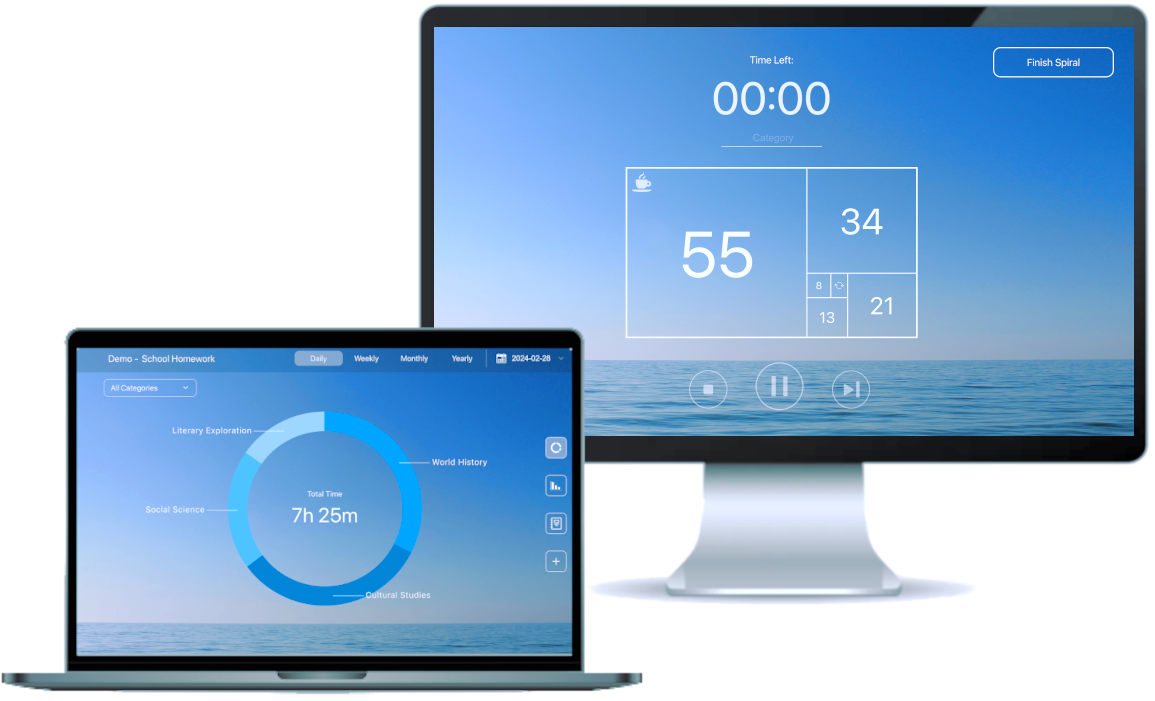 Time Left:
Finish Spiral
00:00
Category
55
34
8
13
21
Demo - School Homework
Daily
Weekly
Monthly
Yearly
2024-02-28
All Categories
Literary Exploration
World History
Social Science
Total Time
7h 25m
Cultural Studies